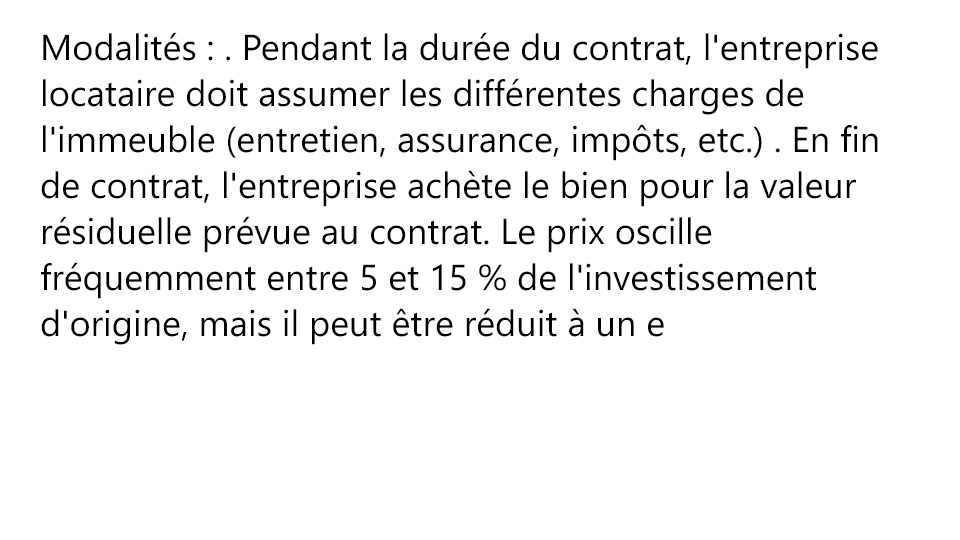 Modalités : . Pendant la durée du contrat, l'entreprise
locataire doit assumer les différentes charges de
l'immeuble (entretien, assurance, impôts, etc.) . En fin
de contrat, l'entreprise achète le bien pour la valeur
résiduelle prévue au contrat. Le prix oscille
fréquemment entre 5 et 15 % de l'investissement
d'origine, mais il peut être réduit à un e